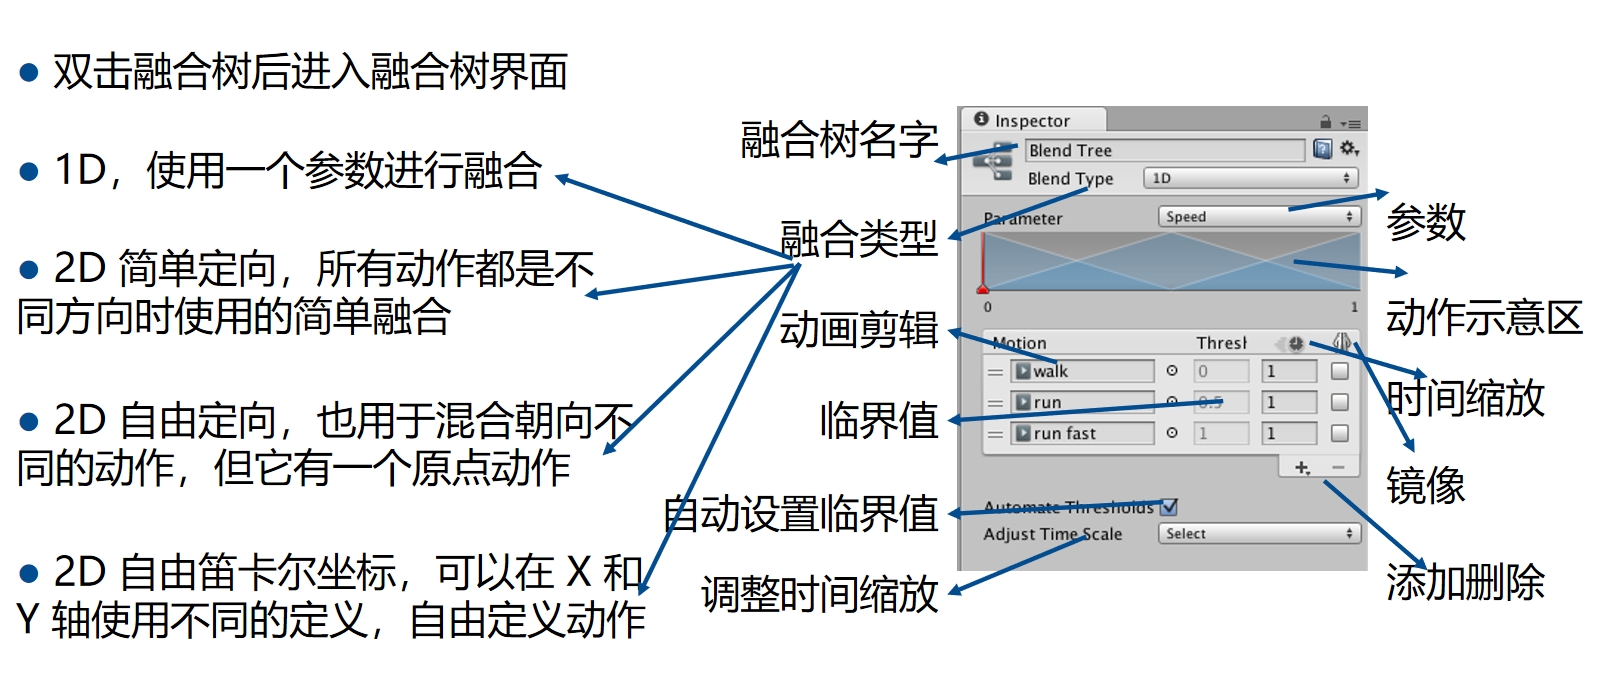 ● 双击融合树后进入融合树界面
● 1D，使用一个参数进行融合
● 2D 简单定向，所有动作都是不
同方向时使用的简单融合
● 2D 自由定向，也用于混合朝向不
同的动作，但它有一个原点动作
● 2D 自由笛卡尔坐标，可以在 X 和
Y 轴使用不同的定义，自由定义动作
融合树名字
融合类型
动画剪辑
临界值
自动设置临界值
调整时间缩放
Inspector
Blend Tree
Blend Type 1D
Parameter Speed
0 1
Motion Thresh
walk 0 1
run 0.5 1
run fast 1 1
Automate Thresholds
Adjust Time Scale Select
参数
动作示意区
时间缩放
镜像
添加删除